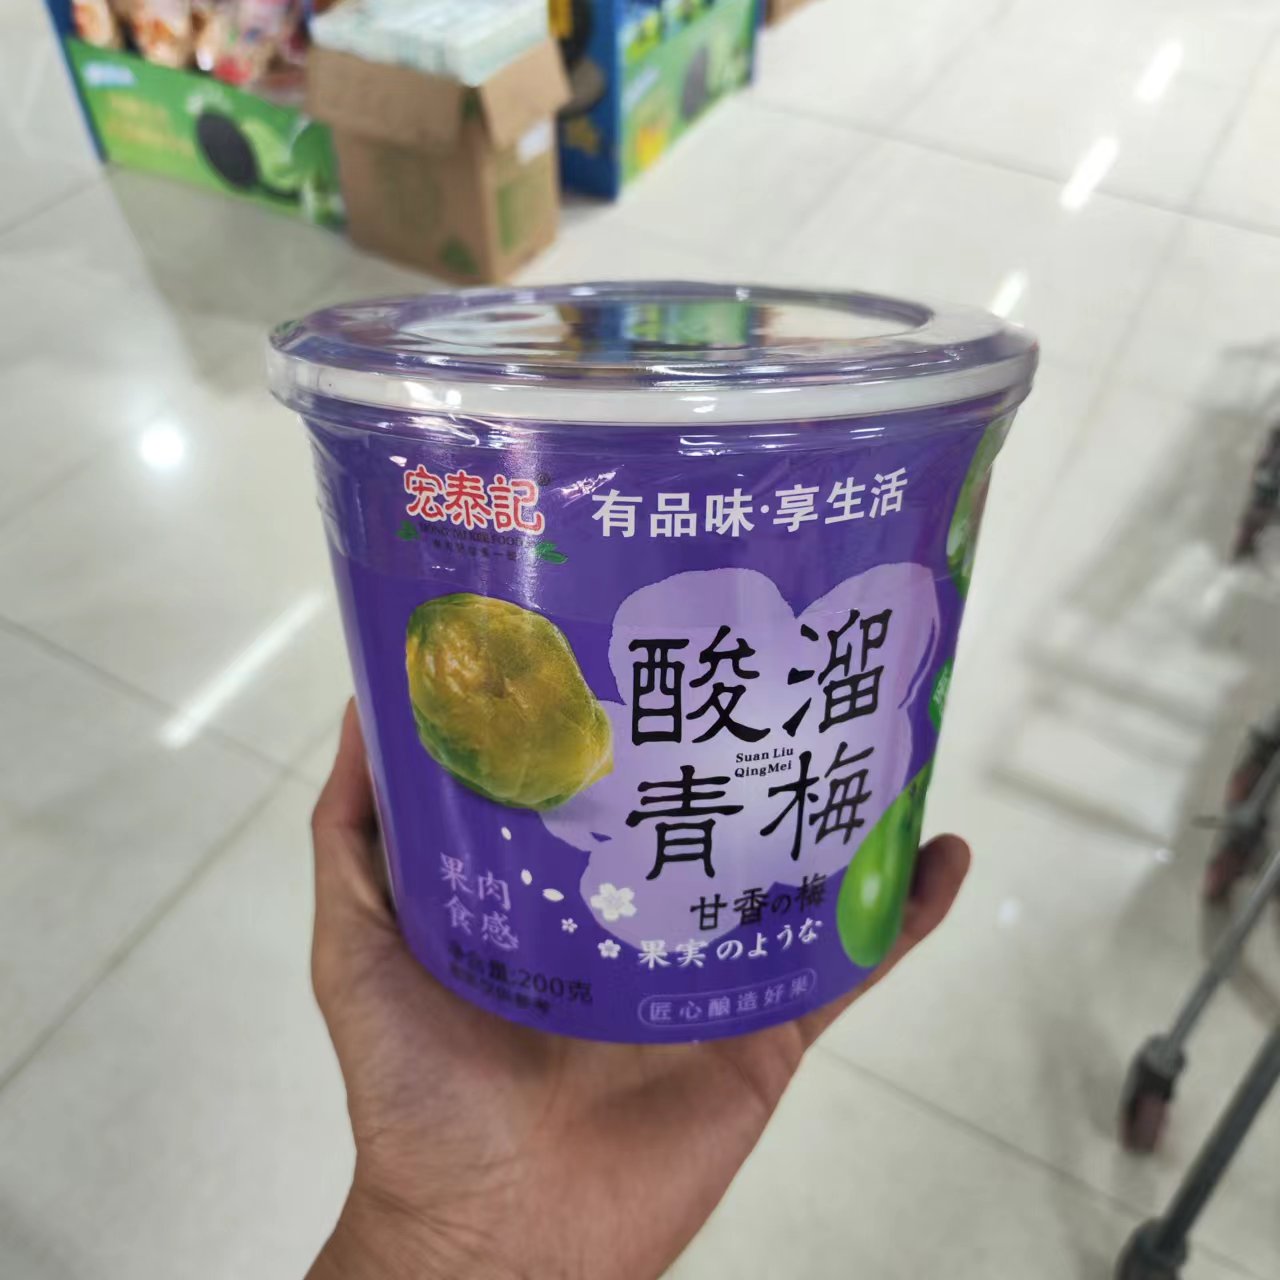 宏泰記®
有品味·享生活
酸溜
Suan Liu
QingMei
青梅
甘香の梅
果実のような
果肉
食感
净含量:200克
匠心酿造好果